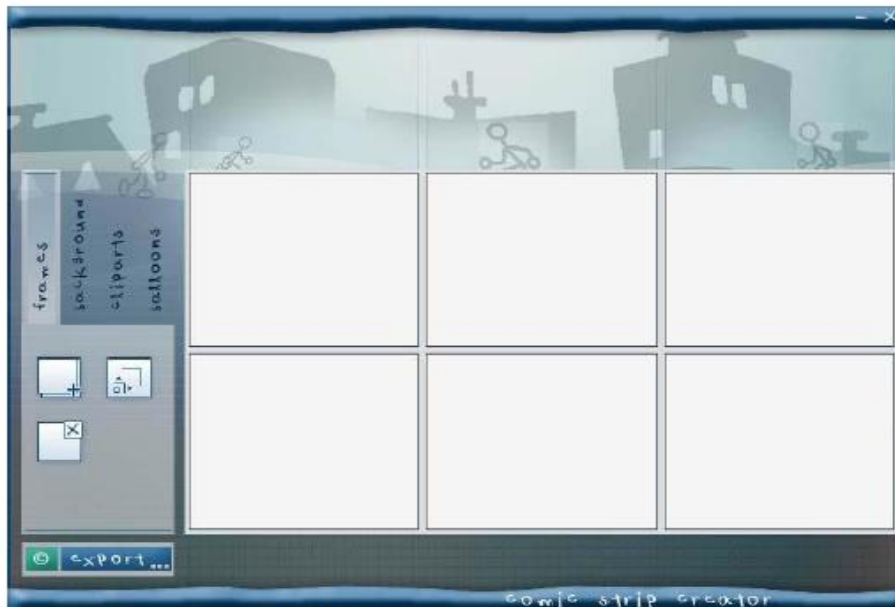 frames
background
cliparts
balloons
© export...
comic strip creator